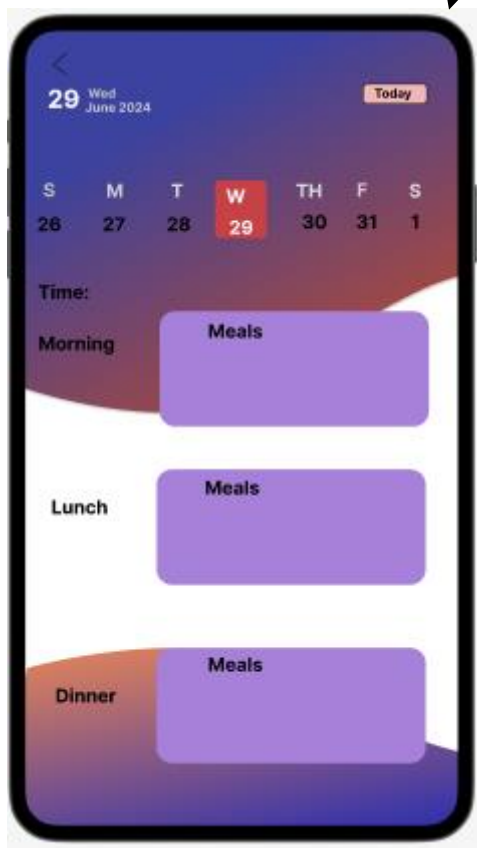 29 Wed
June 2024
Today
S M T W TH F S
26 27 28 29 30 31 1
Time:
Morning
Meals
Lunch
Meals
Dinner
Meals